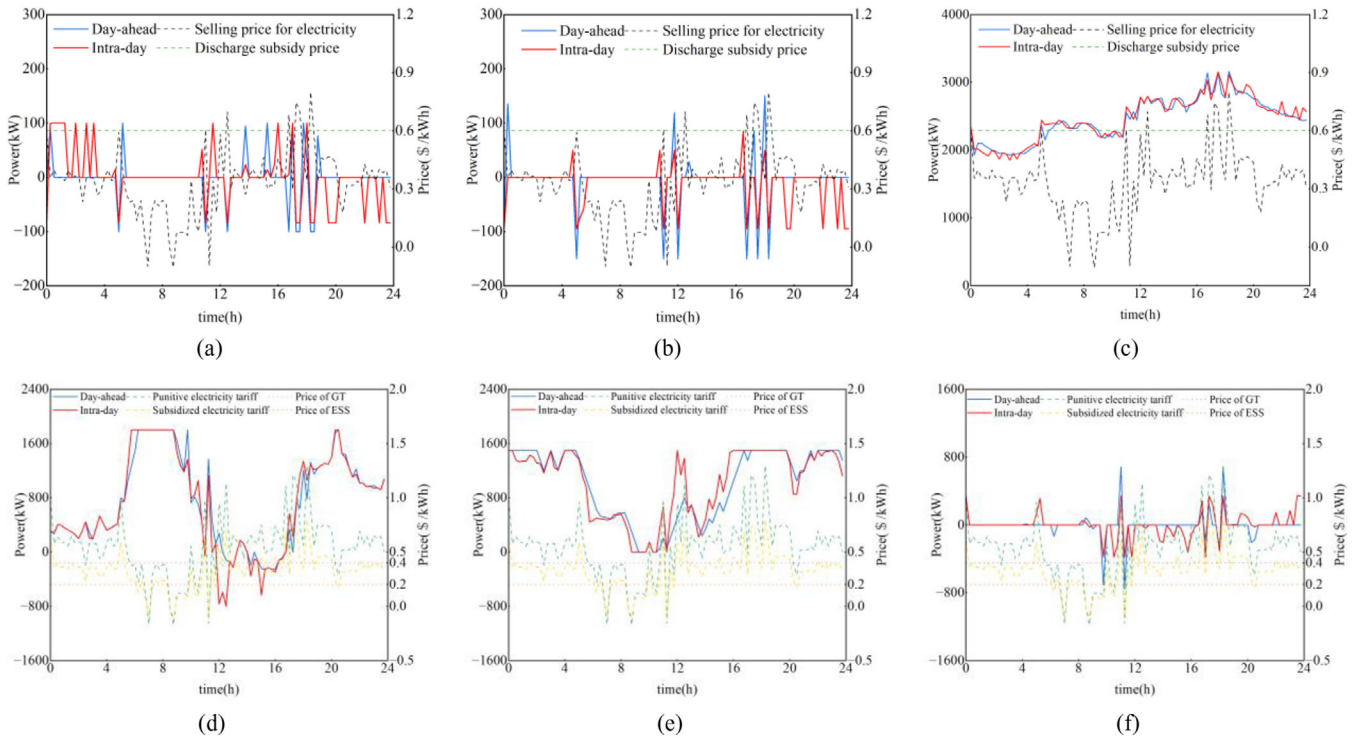 300
200
100
0
−100
−200
1.2
0.9
0.6
0.3
0.0
Power(kW)
Price($/kWh)
Day-ahead
Selling price for electricity
Intra-day
Discharge subsidy price
0 4 8 12 16 20 24
time(h)
(a)
300
200
100
0
−100
−200
1.2
0.9
0.6
0.3
0.0
Power(kW)
Price($/kWh)
Day-ahead
Selling price for electricity
Intra-day
Discharge subsidy price
0 4 8 12 16 20 24
time(h)
(b)
4000
3000
2000
1000
0
1.2
0.9
0.6
0.3
0.0
Power(kW)
Price($/kWh)
Day-ahead
Selling price for electricity
Intra-day
Discharge subsidy price
0 4 8 12 16 20 24
time(h)
(c)
2400
1600
800
0
−800
−1600
2.0
1.5
1.0
0.5
0.4
0.2
0.0
0.5
Power(kW)
Price($/kWh)
Day-ahead
Punitive electricity tariff
Price of GT
Intra-day
Subsidized electricity tariff
Price of ESS
0 4 8 12 16 20 24
time(h)
(d)
2400
1600
800
0
−800
−1600
2.0
1.5
1.0
0.5
0.4
0.2
0.0
0.5
Power(kW)
Price($/kWh)
Day-ahead
Punitive electricity tariff
Price of GT
Intra-day
Subsidized electricity tariff
Price of ESS
0 4 8 12 16 20 24
time(h)
(e)
2400
1600
800
0
−800
−1600
2.0
1.5
1.0
0.5
0.4
0.2
0.0
0.5
Power(kW)
Price($/kWh)
Day-ahead
Punitive electricity tariff
Price of GT
Intra-day
Subsidized electricity tariff
Price of ESS
0 4 8 12 16 20 24
time(h)
(f)